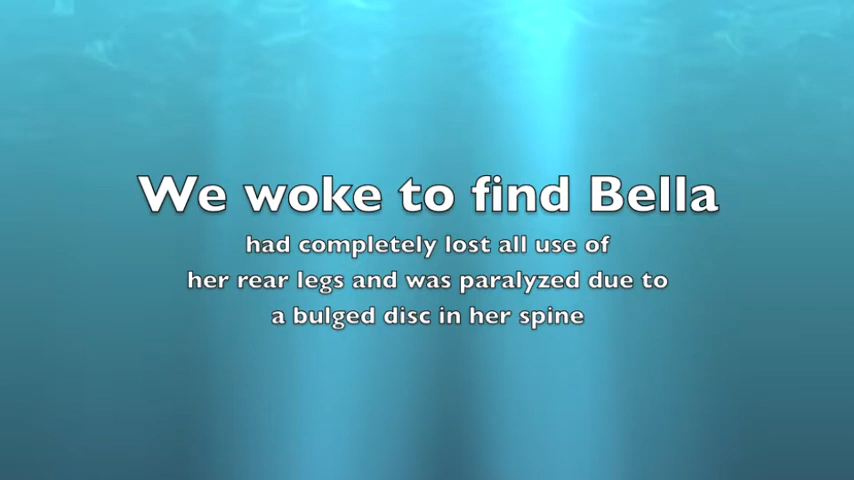 We woke to find Bella
had completely lost all use of
her rear legs and was paralyzed due to
a bulged disc in her spine